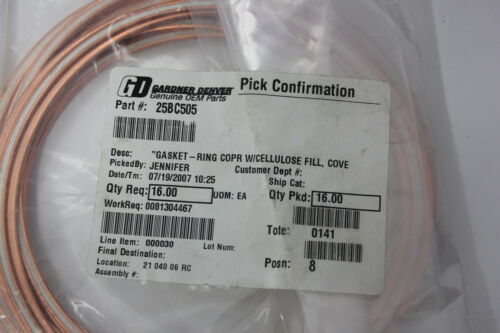 GD GARDNER DENVER
Genuine OEM Parts
Pick Confirmation
Part #: 25BC505
Desc: "GASKET-RING COPR W/CELLULOSE FILL, COVE
PickedBy: JENNIFER
Customer Dept #:
Date/Tm: 07/19/2007 10:25
Ship Cat:
Qty Req: 16.00 UOM: EA
Qty Pkd: 16.00
WorkReq: 0081304467
Tote: 0141
Line Item: 000030
Lot Num:
Final Destination:
Location: 21 040 06 RC
Posn: 8
Assembly #: